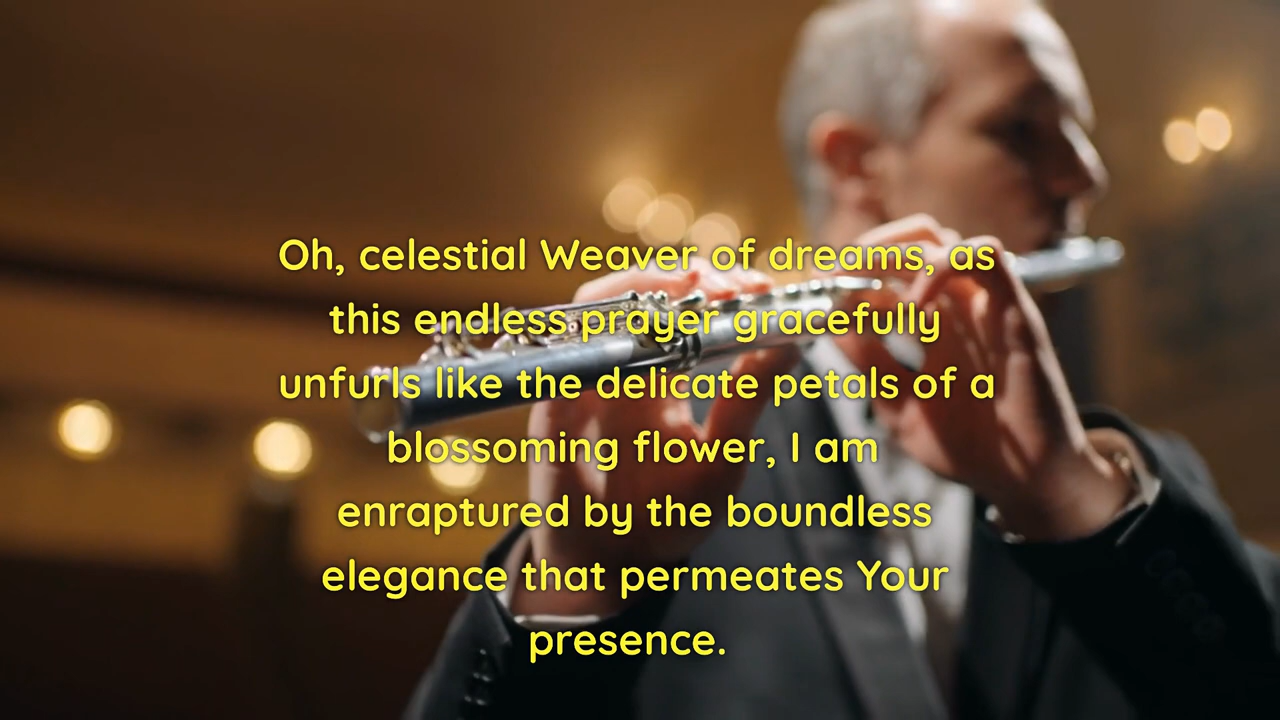 Oh, celestial Weaver of dreams, as
this endless prayer gracefully
unfurls like the delicate petals of a
blossoming flower, I am
enraptured by the boundless
elegance that permeates Your
presence.